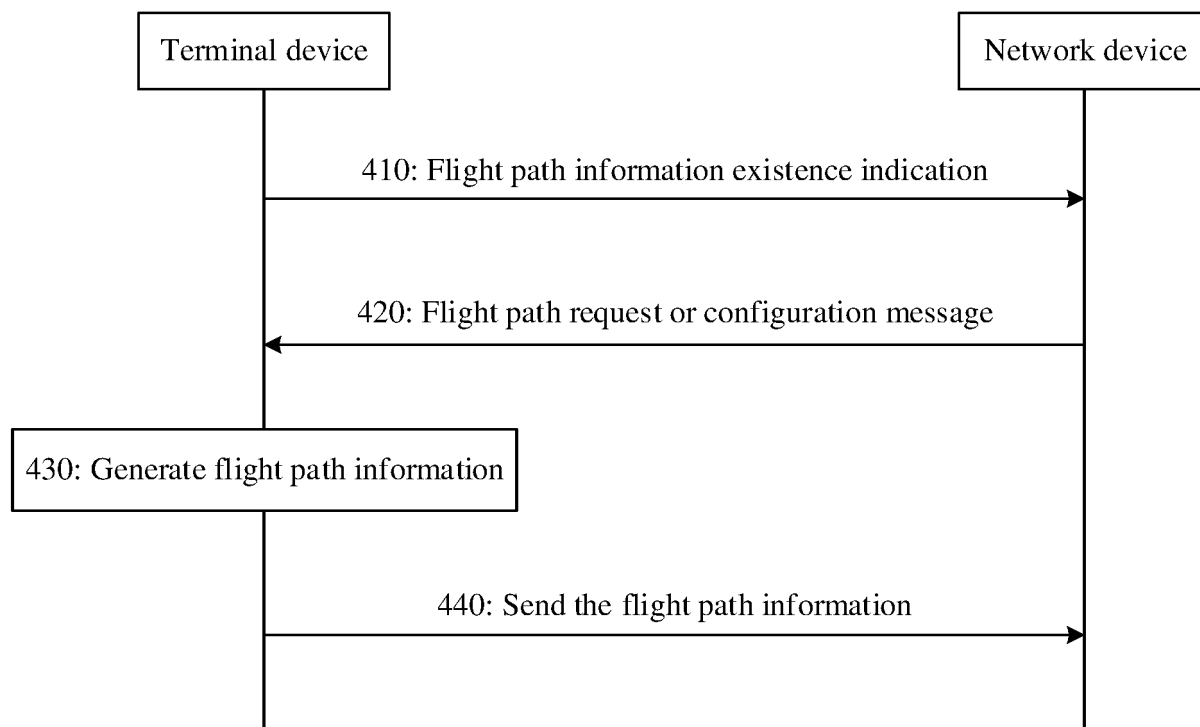 Terminal device
Network device
410: Flight path information existence indication
420: Flight path request or configuration message
430: Generate flight path information
440: Send the flight path information